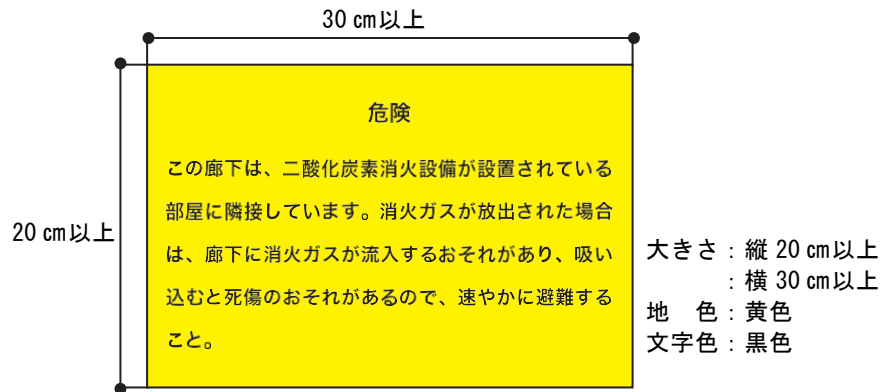 30 cm以上
20 cm以上
危険
この廊下は、二酸化炭素消火設備が設置されている
部屋に隣接しています。消火ガスが放出された場合
は、廊下に消火ガスが流入するおそれがあり、吸い
込むと死傷のおそれがあるので、速やかに避難する
こと。
大きさ：縦 20 cm以上
：横 30 cm以上
地　色：黄色
文字色：黒色